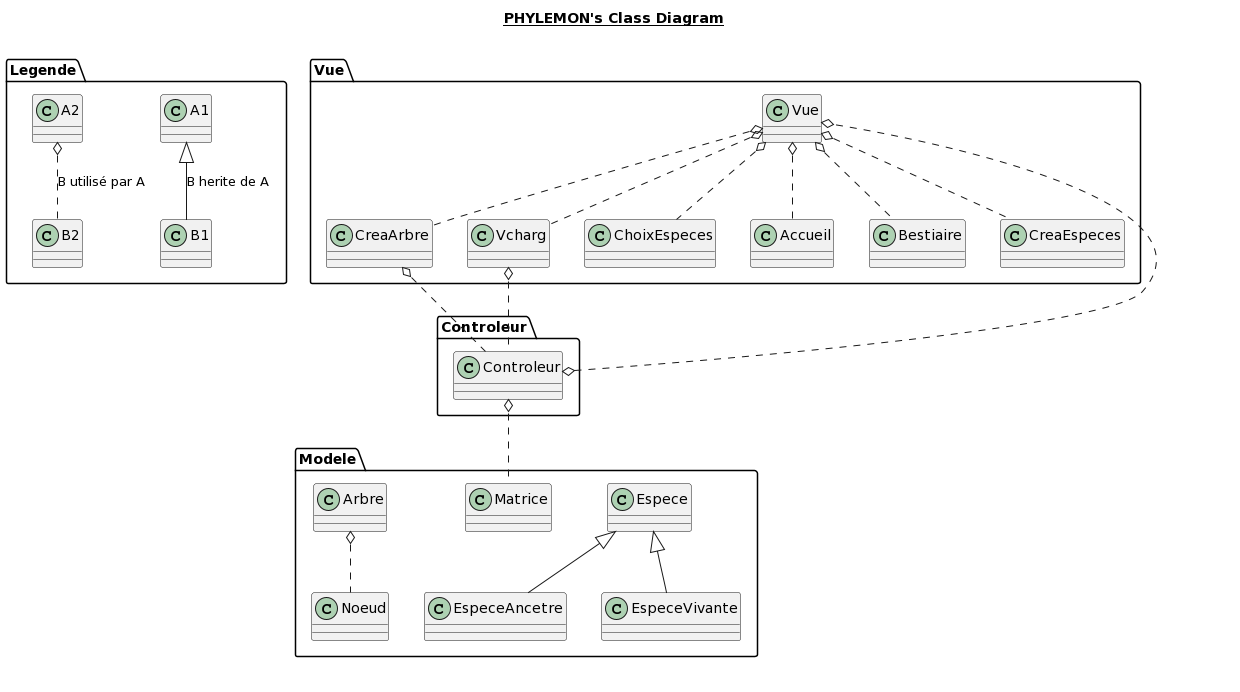 PHYLEMON's Class Diagram
Legende
C A2
C A1
B utilisé par A
B herite de A
C B2
C B1
Vue
C Vue
C CreaArbre
C Vcharg
C ChoixEspeces
C Accueil
C Bestiaire
C CreaEspeces
Controleur
C Controleur
Modele
C Arbre
C Matrice
C Espece
C Noeud
C EspeceAncetre
C EspeceVivante